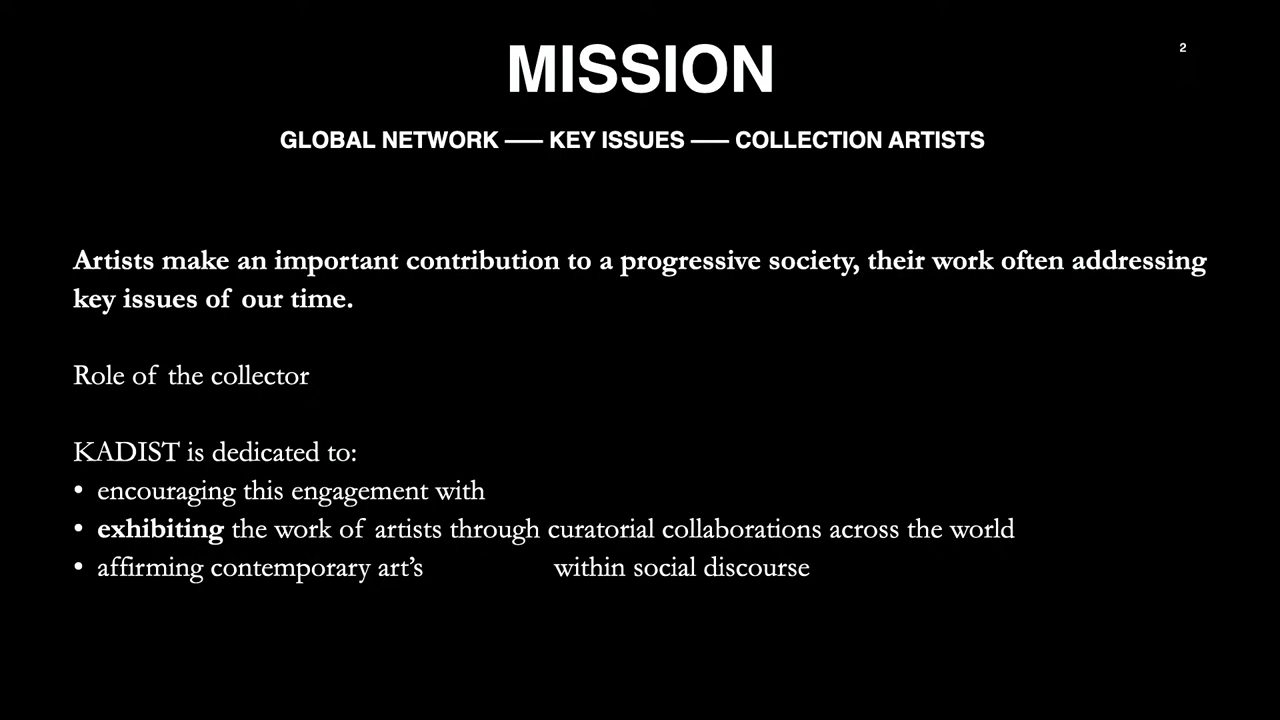 MISSION
2
GLOBAL NETWORK —— KEY ISSUES —— COLLECTION ARTISTS
Artists make an important contribution to a progressive society, their work often addressing
key issues of our time.
Role of the collector
KADIST is dedicated to:
• encouraging this engagement with
• exhibiting the work of artists through curatorial collaborations across the world
• affirming contemporary art’s within social discourse